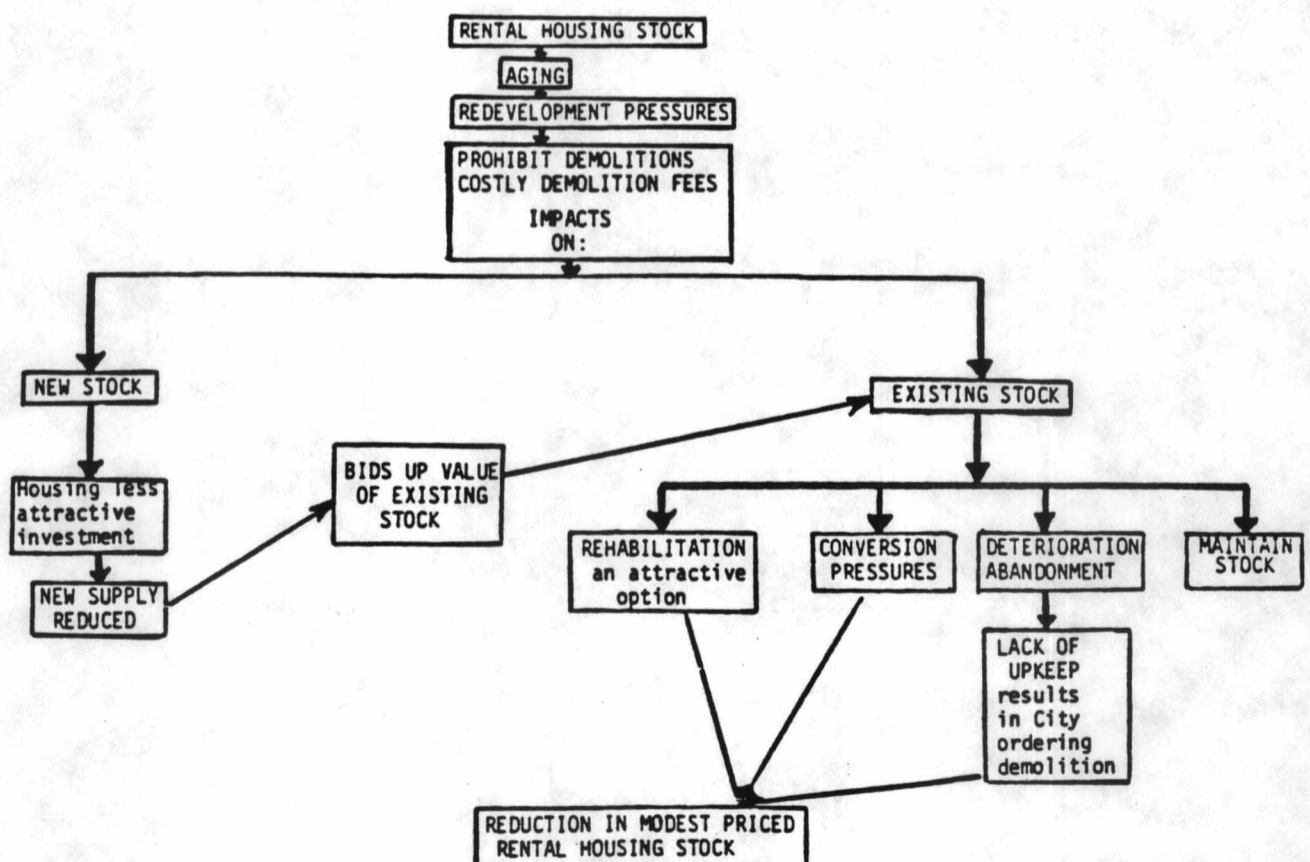 RENTAL HOUSING STOCK
AGING
REDEVELOPMENT PRESSURES
PROHIBIT DEMOLITIONS
COSTLY DEMOLITION FEES
IMPACTS
ON:
NEW STOCK
EXISTING STOCK
Housing less
attractive
investment
NEW SUPPLY
REDUCED
BIDS UP VALUE
OF EXISTING
STOCK
REHABILITATION
an attractive
option
CONVERSION
PRESSURES
DETERIORATION
ABANDONMENT
MAINTAIN
STOCK
LACK OF
UPKEEP
results
in City
ordering
demolition
REDUCTION IN MODEST PRICED
RENTAL HOUSING STOCK